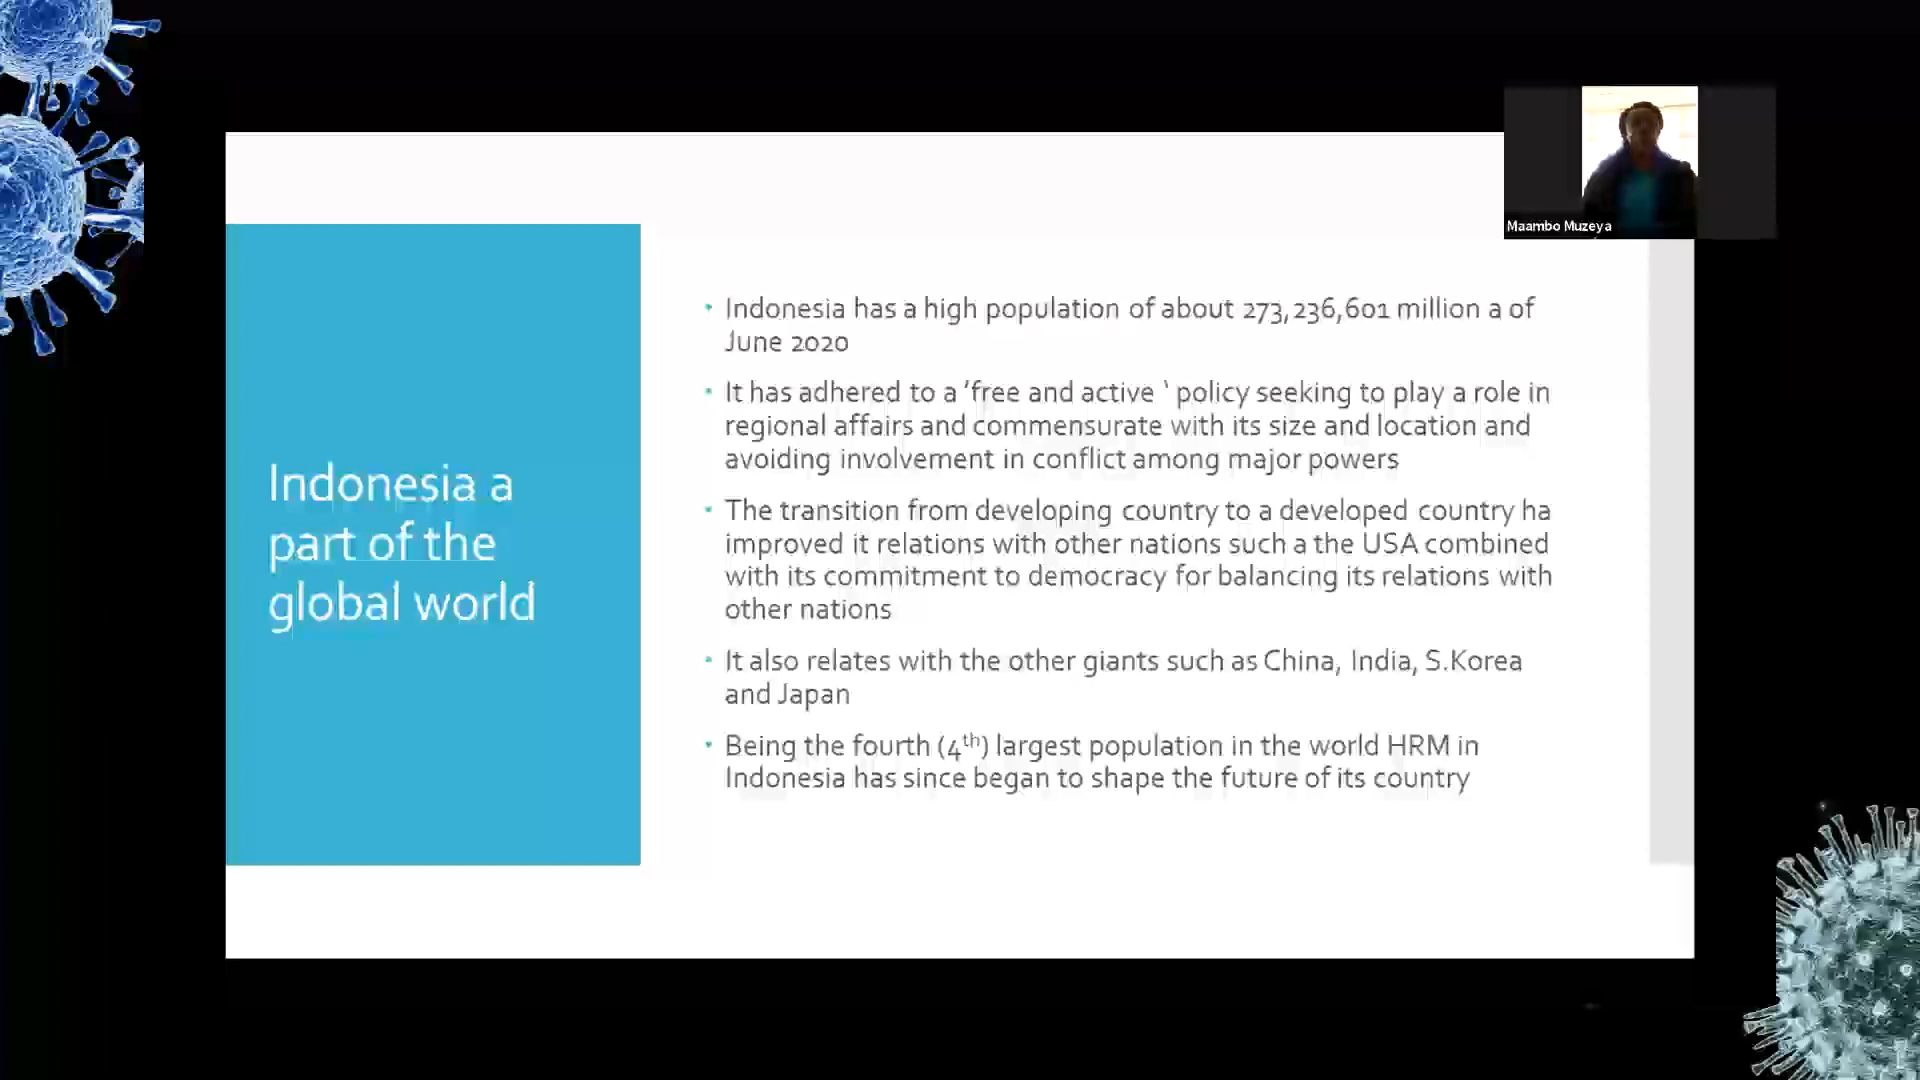 Maambo Muzeya
Indonesia a
part of the
global world
• Indonesia has a high population of about 273,236,601 million a of
June 2020
• It has adhered to a ‘free and active ‘ policy seeking to play a role in
regional affairs and commensurate with its size and location and
avoiding involvement in conflict among major powers
• The transition from developing country to a developed country ha
improved it relations with other nations such a the USA combined
with its commitment to democracy for balancing its relations with
other nations
• It also relates with the other giants such as China, India, S.Korea
and Japan
• Being the fourth (4th) largest population in the world HRM in
Indonesia has since began to shape the future of its country